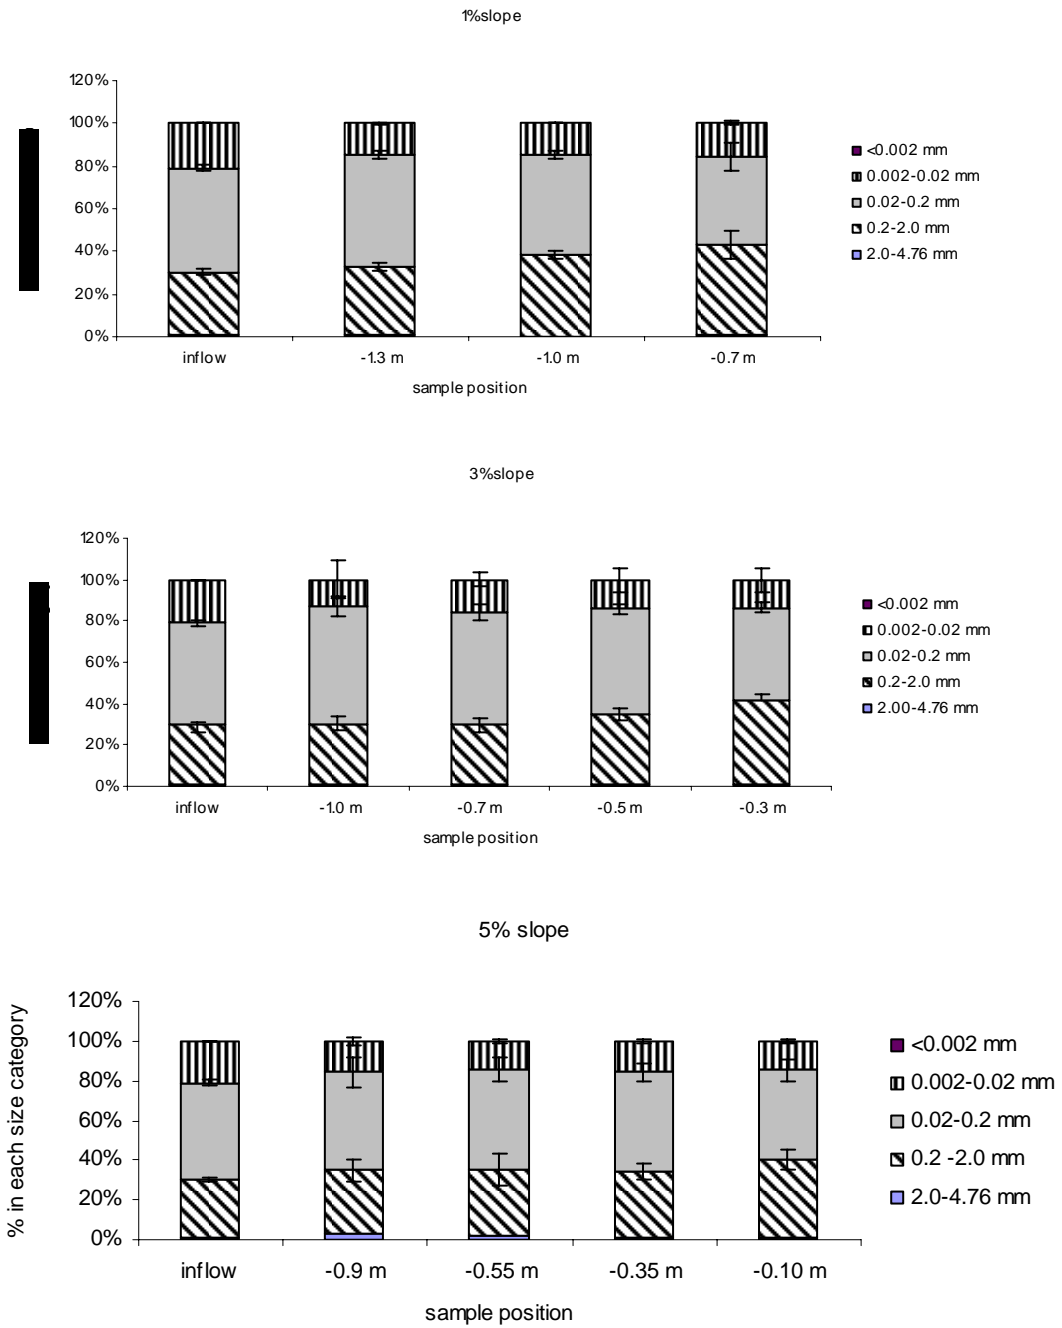 1%slope
120%
100%
80%
60%
40%
20%
0%
inflow -1.3 m -1.0 m -0.7 m
sample position
<0.002 mm
0.002-0.02 mm
0.02-0.2 mm
0.2-2.0 mm
2.0-4.76 mm
3%slope
120%
100%
80%
60%
40%
20%
0%
inflow -1.0 m -0.7 m -0.5 m -0.3 m
sample position
<0.002 mm
0.002-0.02 mm
0.02-0.2 mm
0.2-2.0 mm
2.00-4.76 mm
5% slope
% in each size category
120%
100%
80%
60%
40%
20%
0%
inflow -0.9 m -0.55 m -0.35 m -0.10 m
sample position
<0.002 mm
0.002-0.02 mm
0.02-0.2 mm
0.2 -2.0 mm
2.0-4.76 mm